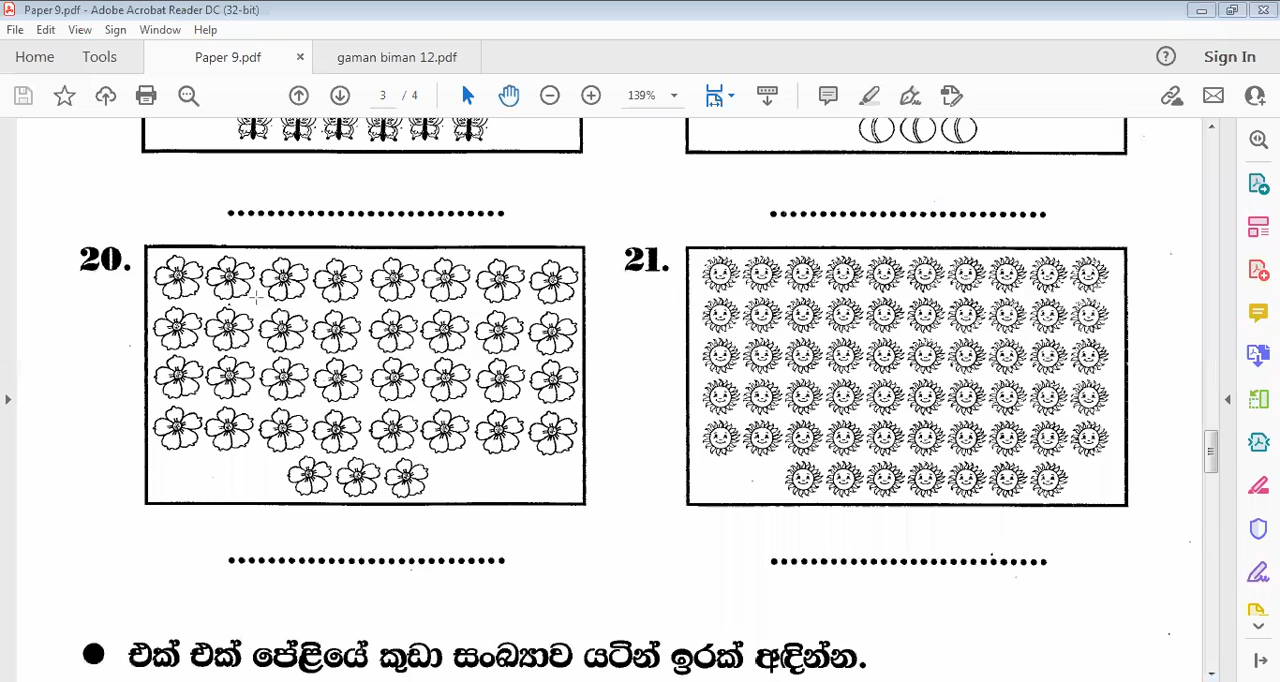 Paper 9.pdf - Adobe Acrobat Reader DC (32-bit)
File Edit View Sign Window Help
Home Tools Paper 9.pdf × gaman biman 12.pdf Sign In
3 / 4 139%
20. 21.
එක් එක් පේළියේ කුඩා සංඛ්‍යාව යටින් ඉරක් අඳින්න.